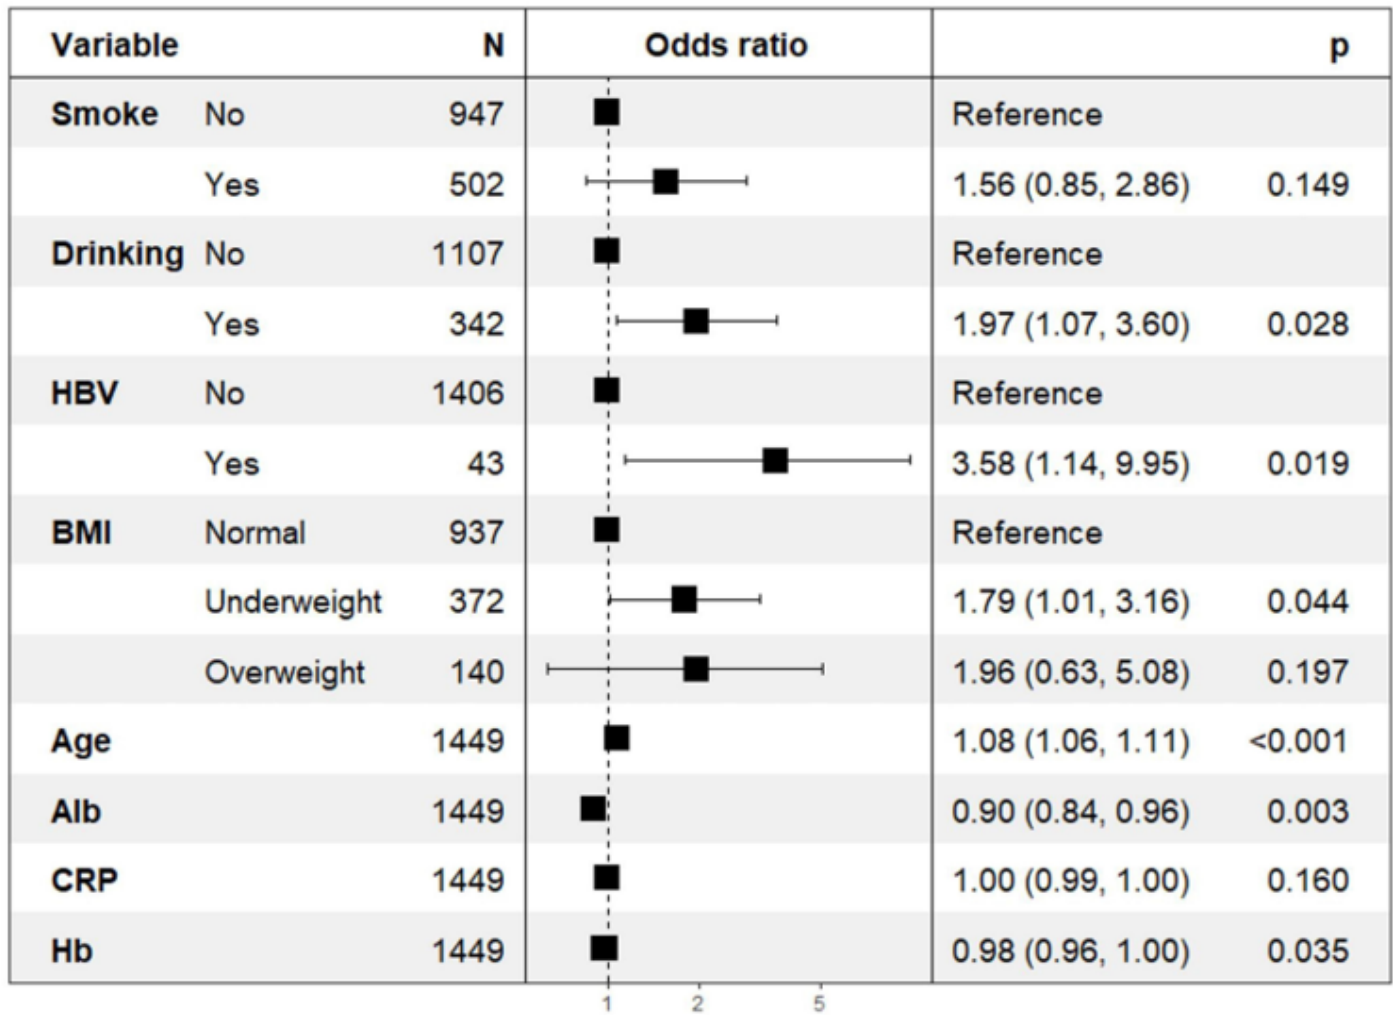 Variable N Odds ratio p
Smoke No 947 Reference
Yes 502 1.56 (0.85, 2.86) 0.149
Drinking No 1107 Reference
Yes 342 1.97 (1.07, 3.60) 0.028
HBV No 1406 Reference
Yes 43 3.58 (1.14, 9.95) 0.019
BMI Normal 937 Reference
Underweight 372 1.79 (1.01, 3.16) 0.044
Overweight 140 1.96 (0.63, 5.08) 0.197
Age 1449 1.08 (1.06, 1.11) <0.001
Alb 1449 0.90 (0.84, 0.96) 0.003
CRP 1449 1.00 (0.99, 1.00) 0.160
Hb 1449 0.98 (0.96, 1.00) 0.035
1 2 5